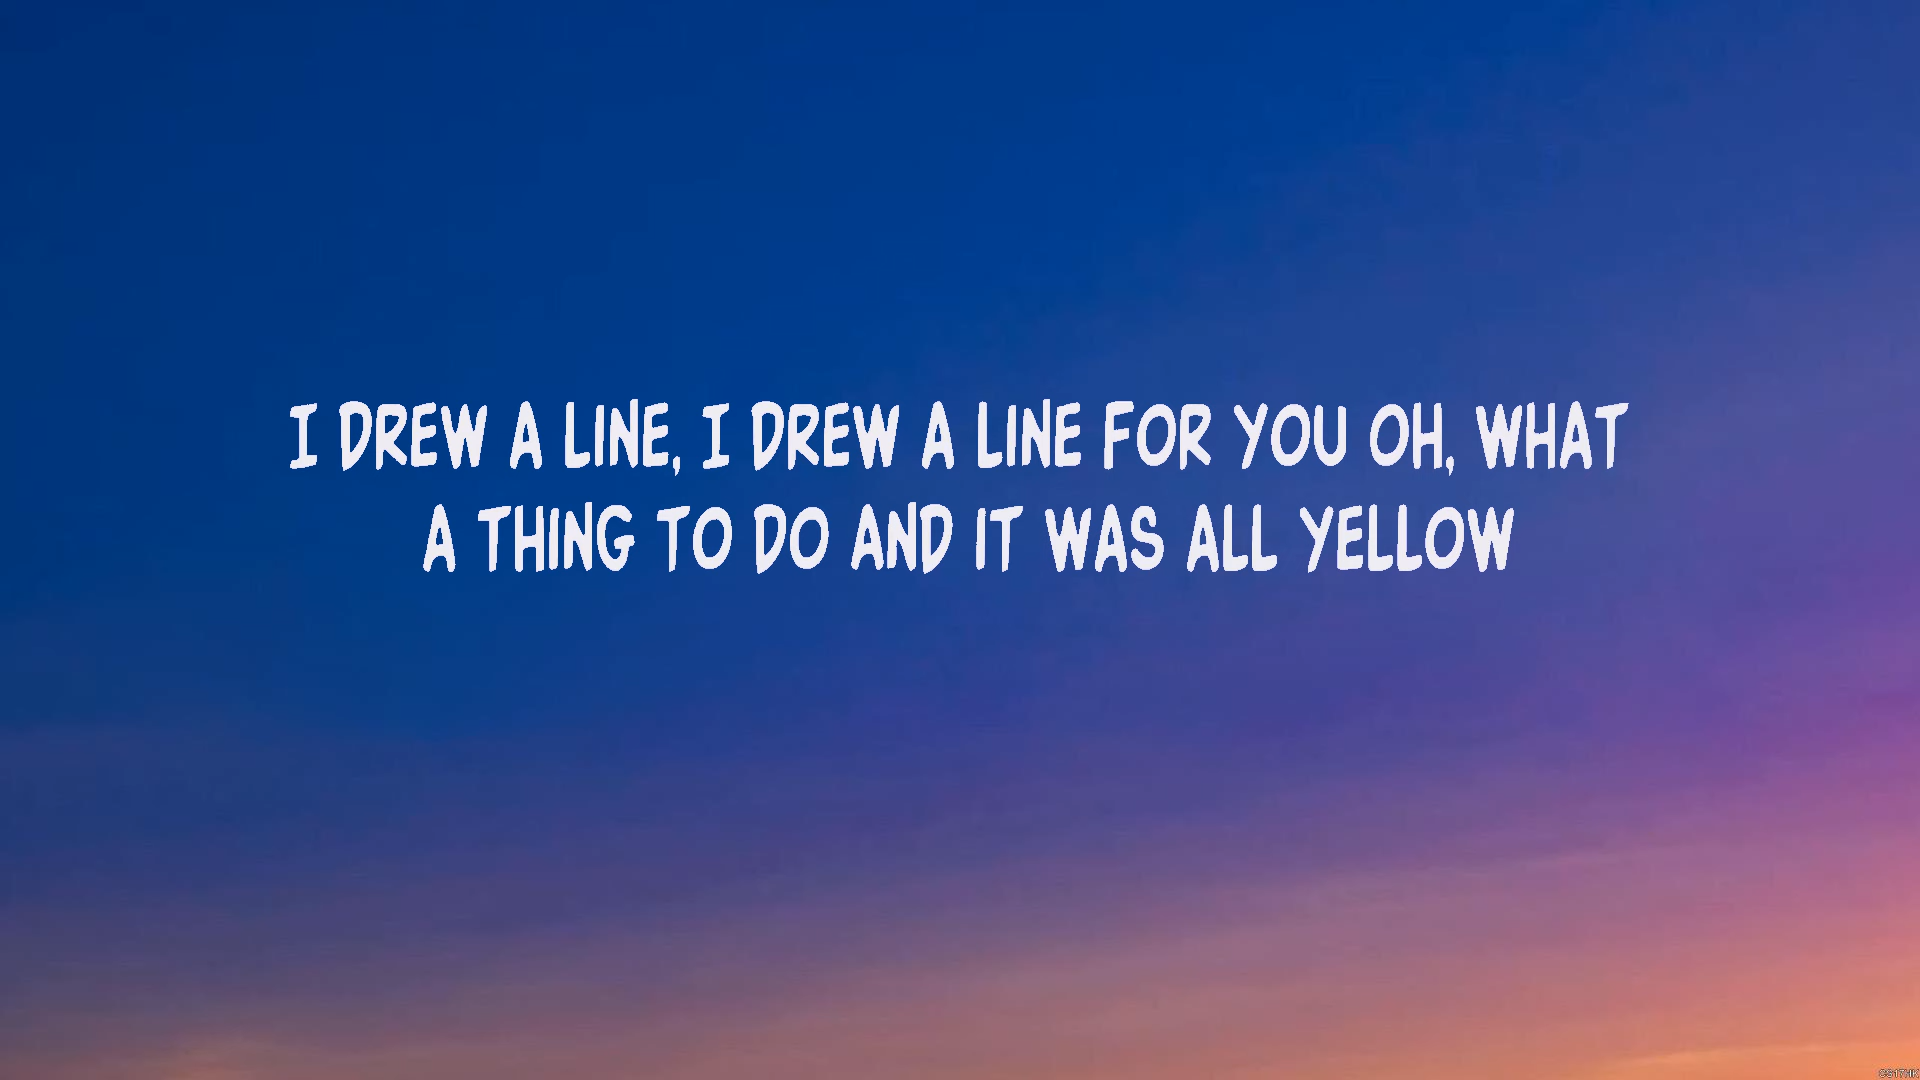 I DREW A LINE, I DREW A LINE FOR YOU OH, WHAT
A THING TO DO AND IT WAS ALL YELLOW